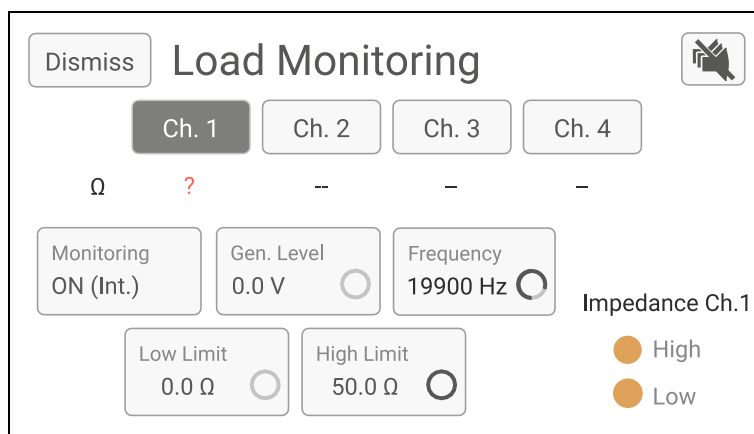 Dismiss Load Monitoring
Ch. 1 Ch. 2 Ch. 3 Ch. 4
Ω ? -- – –
Monitoring Gen. Level Frequency
ON (Int.) 0.0 V 19900 Hz
Impedance Ch.1
Low Limit High Limit High
0.0 Ω 50.0 Ω Low